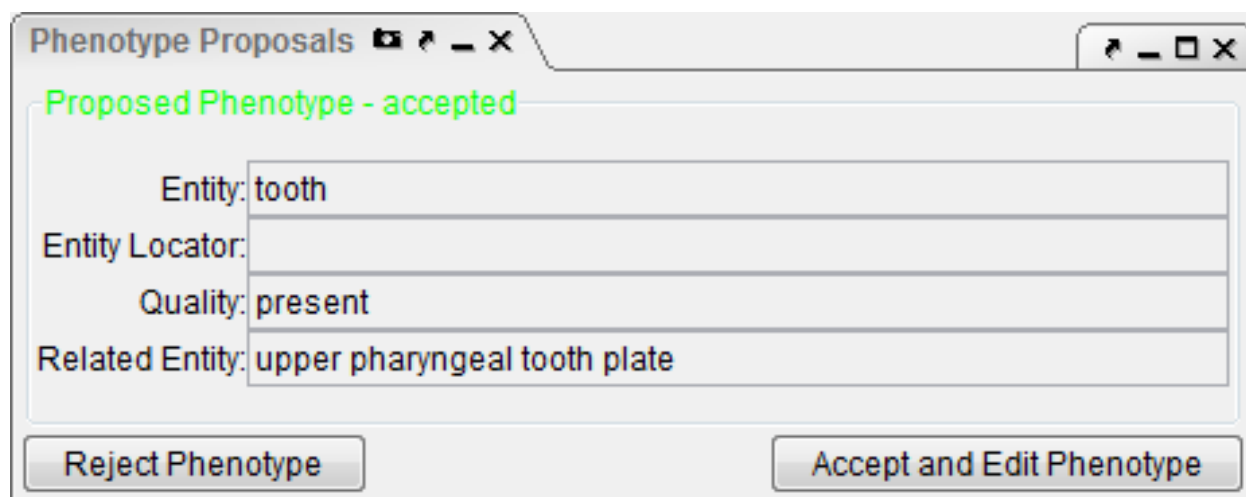 Phenotype Proposals
Proposed Phenotype - accepted
Entity: tooth
Entity Locator:
Quality: present
Related Entity: upper pharyngeal tooth plate
Reject Phenotype Accept and Edit Phenotype